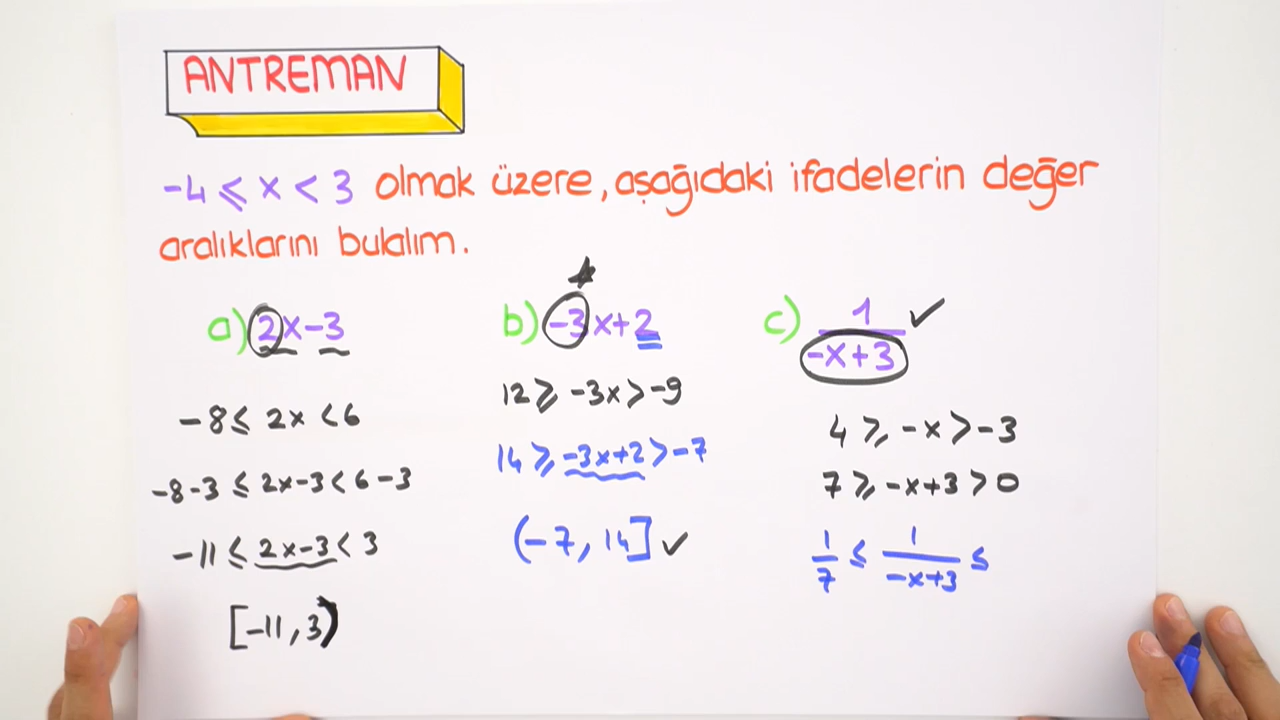 ANTREMAN
-4 ≤ x < 3 olmak üzere, aşağıdaki ifadelerin değer
aralıklarını bulalım.
a) 2x-3
-8 ≤ 2x < 6
-8-3 ≤ 2x-3 < 6-3
-11 ≤ 2x-3 < 3
[-11, 3)
b) -3x+2
12 ≥ -3x > -9
14 ≥ -3x+2 > -7
(-7, 14] ✓
c) 1/(-x+3) ✓
4 ≥ -x > -3
7 ≥ -x+3 > 0
1/7 ≤ 1/(-x+3) ≤